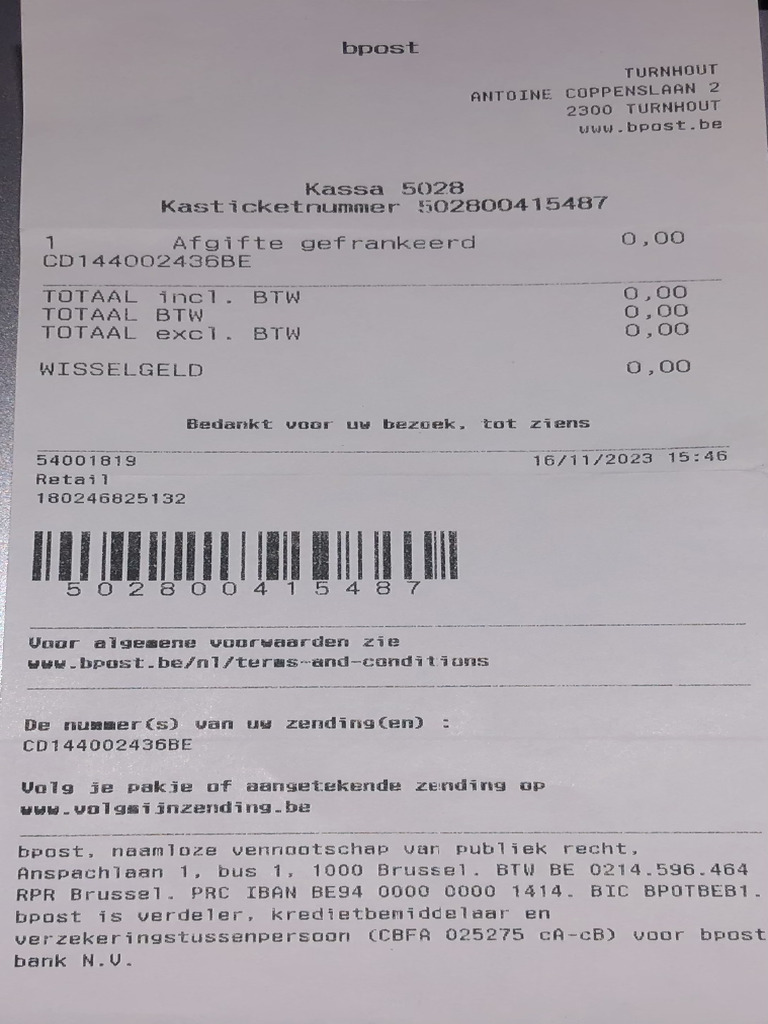 bpost
TURNHOUT
ANTOINE COPPENSLAAN 2
2300 TURNHOUT
www.bpost.be
Kassa 5028
Kasticketnummer 502800415487
1 Afgifte gefrankeerd 0,00
CD144002436BE
TOTAAL incl. BTW 0,00
TOTAAL BTW 0,00
TOTAAL excl. BTW 0,00
WISSELGELD 0,00
Bedankt voor uw bezoek, tot ziens
54001819 16/11/2023 15:46
Retail
180246825132
502800415487
Voor algemene voorwaarden zie
www.bpost.be/nl/terms-and-conditions
De nummer(s) van uw zending(en) :
CD144002436BE
Volg je pakje of aangetekende zending op
www.volgmijnzending.be
bpost, naamloze vennootschap van publiek recht,
Anspachlaan 1, bus 1, 1000 Brussel. BTW BE 0214.596.464
RPR Brussel. PRC IBAN BE94 0000 0000 1414. BIC BPOTBEB1.
bpost is verdeler, kredietbemiddelaar en
verzekeringstussenpersoon (CBFA 025275 cA-cB) voor bpost
bank N.V.